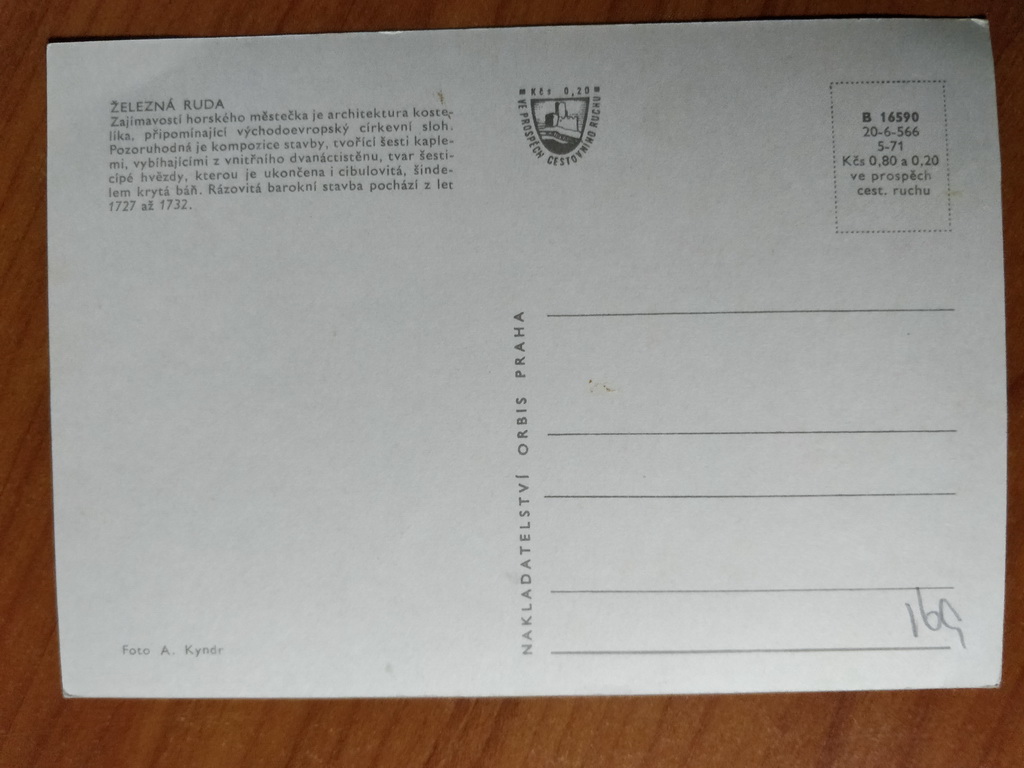 ŽELEZNÁ RUDA
Zajímavostí horského městečka je architektura koste-
líka, připomínající východoevropský církevní sloh.
Pozoruhodná je kompozice stavby, tvořící šesti kaple-
mi, vybíhajícími z vnitřního dvanáctistěnu, tvar šesti-
cípé hvězdy, kterou je ukončena i cibulovitá, šinde-
lem krytá báň. Rázovitá barokní stavba pochází z let
1727 až 1732.
Kčs 0,20
VE PROSPĚCH CESTOVNÍHO RUCHU
B 16590
20-6-566
5-71
Kčs 0,80 a 0,20
ve prospěch
cest. ruchu
NAKLADATELSTVÍ ORBIS PRAHA
Foto A. Kyndr